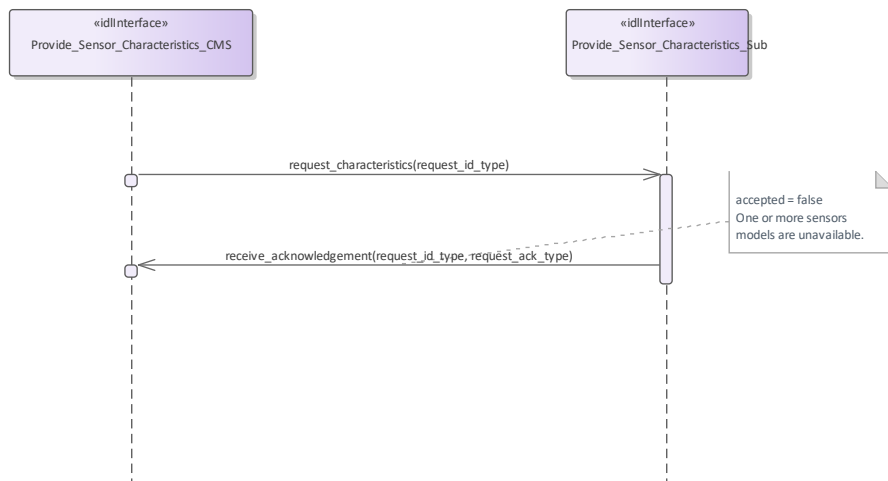 «idlInterface»
Provide_Sensor_Characteristics_CMS
«idlInterface»
Provide_Sensor_Characteristics_Sub
request_characteristics(request_id_type)
accepted = false
One or more sensors
models are unavailable.
receive_acknowledgement(request_id_type, request_ack_type)